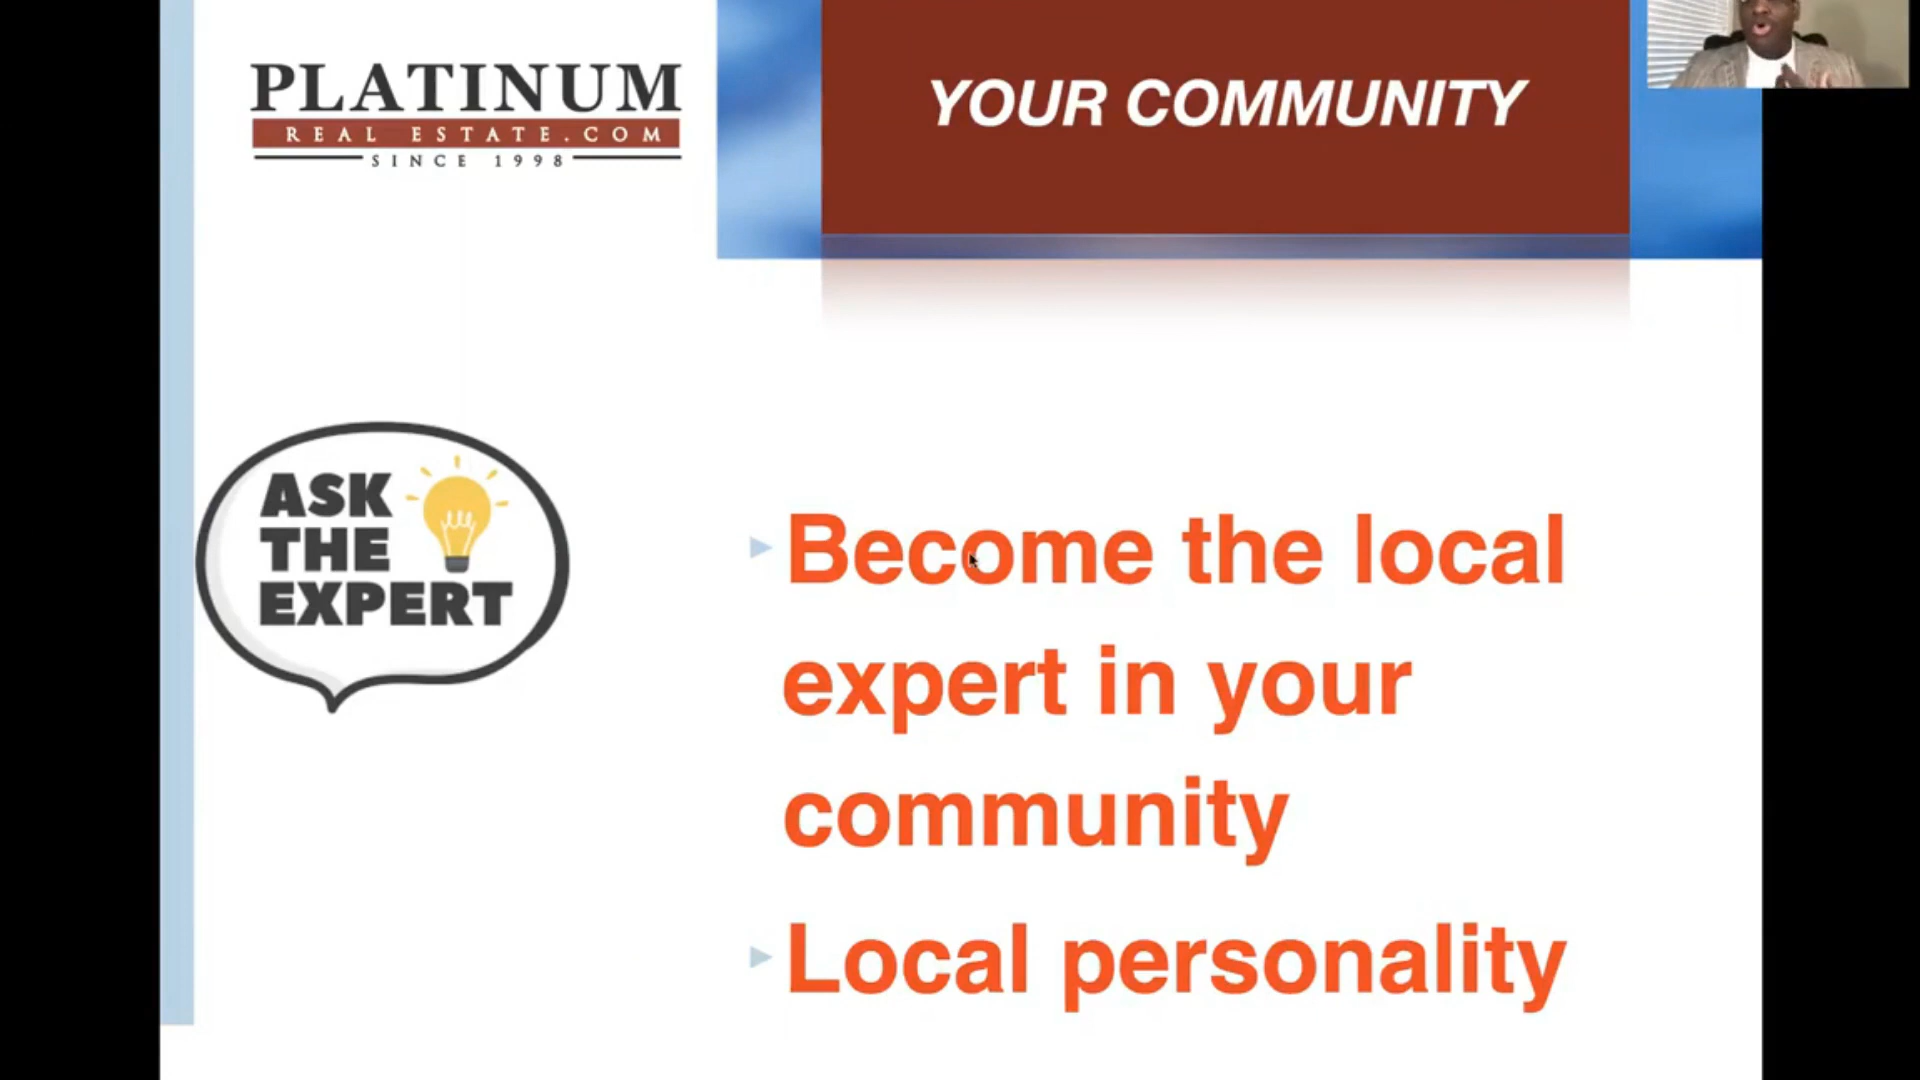 PLATINUM
REAL ESTATE.COM
SINCE 1998
YOUR COMMUNITY
ASK
THE
EXPERT
Become the local
expert in your
community
Local personality